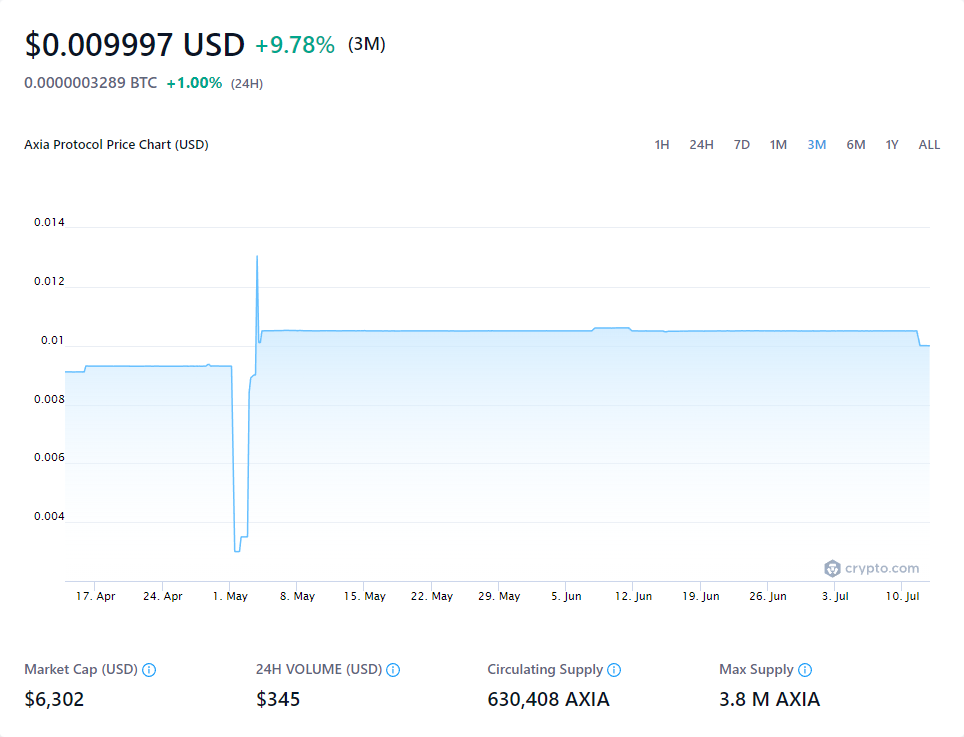 $0.009997 USD +9.78% (3M)
0.0000003289 BTC +1.00% (24H)
Axia Protocol Price Chart (USD) 1H 24H 7D 1M 3M 6M 1Y ALL
0.014
0.012
0.01
0.008
0.006
0.004
crypto.com
17. Apr 24. Apr 1. May 8. May 15. May 22. May 29. May 5. Jun 12. Jun 19. Jun 26. Jun 3. Jul 10. Jul
Market Cap (USD) 24H VOLUME (USD) Circulating Supply Max Supply
$6,302 $345 630,408 AXIA 3.8 M AXIA